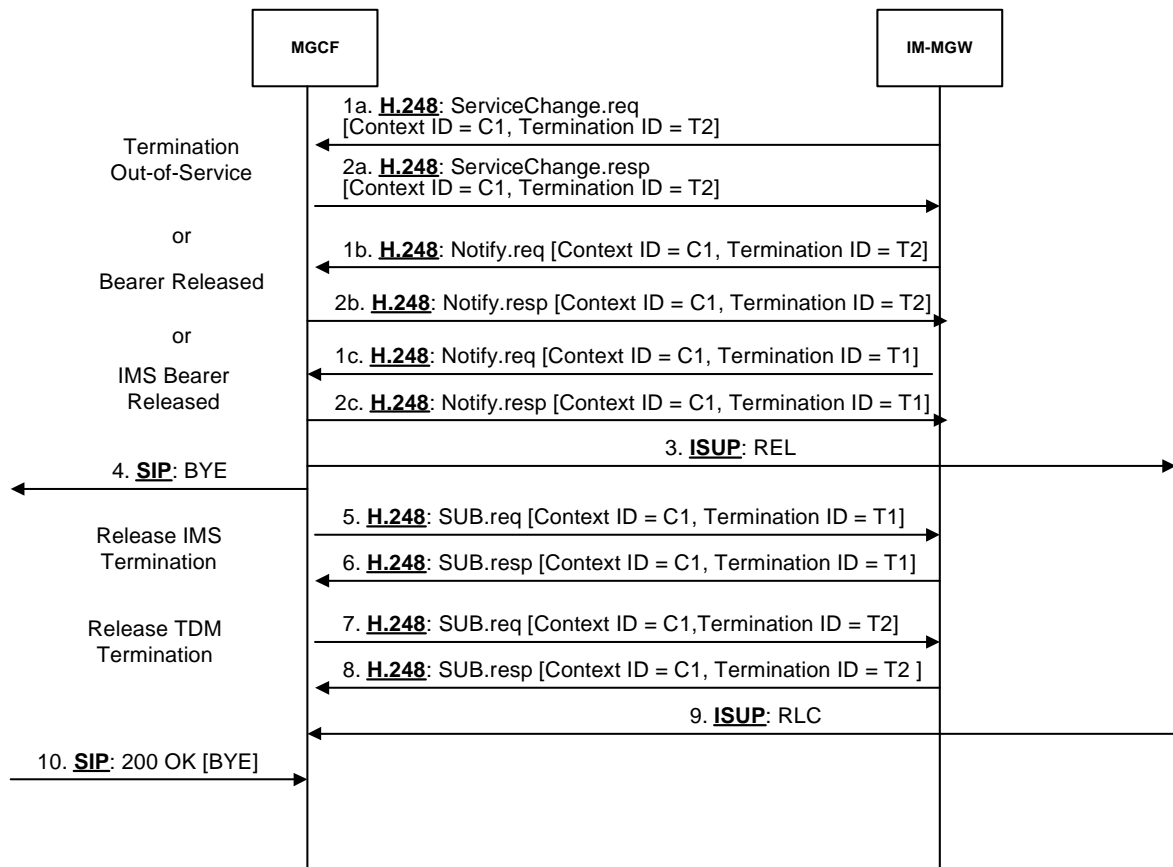 MGCF
IM-MGW
1a. H.248: ServiceChange.req
[Context ID = C1, Termination ID = T2]
Termination
Out-of-Service
2a. H.248: ServiceChange.resp
[Context ID = C1, Termination ID = T2]
or
1b. H.248: Notify.req [Context ID = C1, Termination ID = T2]
Bearer Released
2b. H.248: Notify.resp [Context ID = C1, Termination ID = T2]
or
1c. H.248: Notify.req [Context ID = C1, Termination ID = T1]
IMS Bearer
Released
2c. H.248: Notify.resp [Context ID = C1, Termination ID = T1]
3. ISUP: REL
4. SIP: BYE
5. H.248: SUB.req [Context ID = C1, Termination ID = T1]
Release IMS
Termination
6. H.248: SUB.resp [Context ID = C1, Termination ID = T1]
7. H.248: SUB.req [Context ID = C1,Termination ID = T2]
Release TDM
Termination
8. H.248: SUB.resp [Context ID = C1, Termination ID = T2 ]
9. ISUP: RLC
10. SIP: 200 OK [BYE]